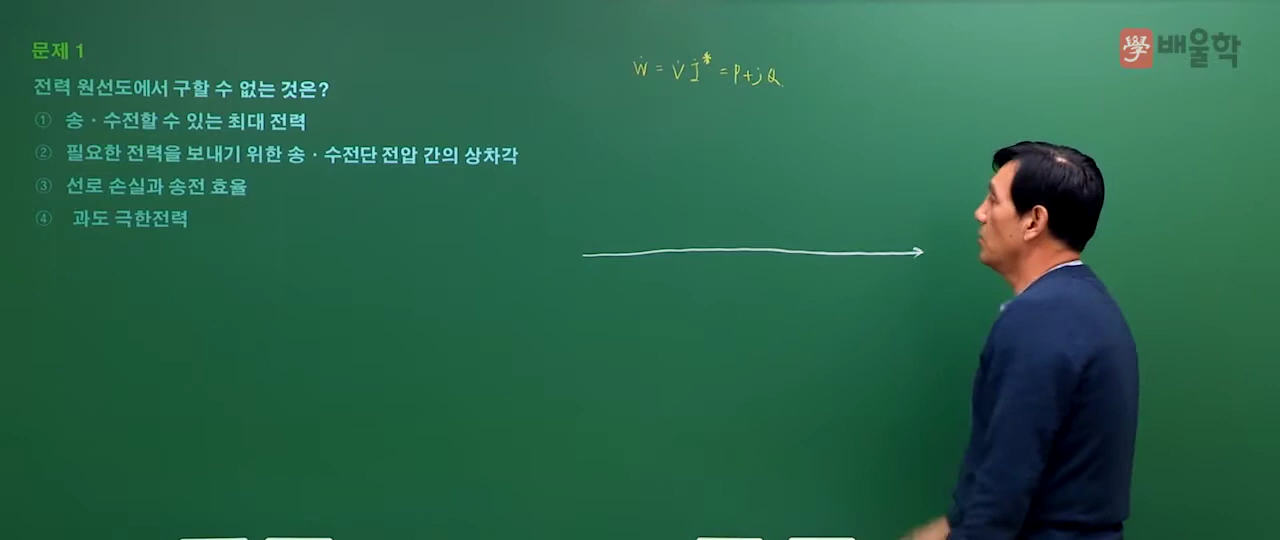 문제 1
전력 원선도에서 구할 수 없는 것은?
① 송 · 수전할 수 있는 최대 전력
② 필요한 전력을 보내기 위한 송 · 수전단 전압 간의 상차각
③ 선로 손실과 송전 효율
④ 과도 극한전력
Ẇ = V̇ İ* = P+jQ
學 배울학